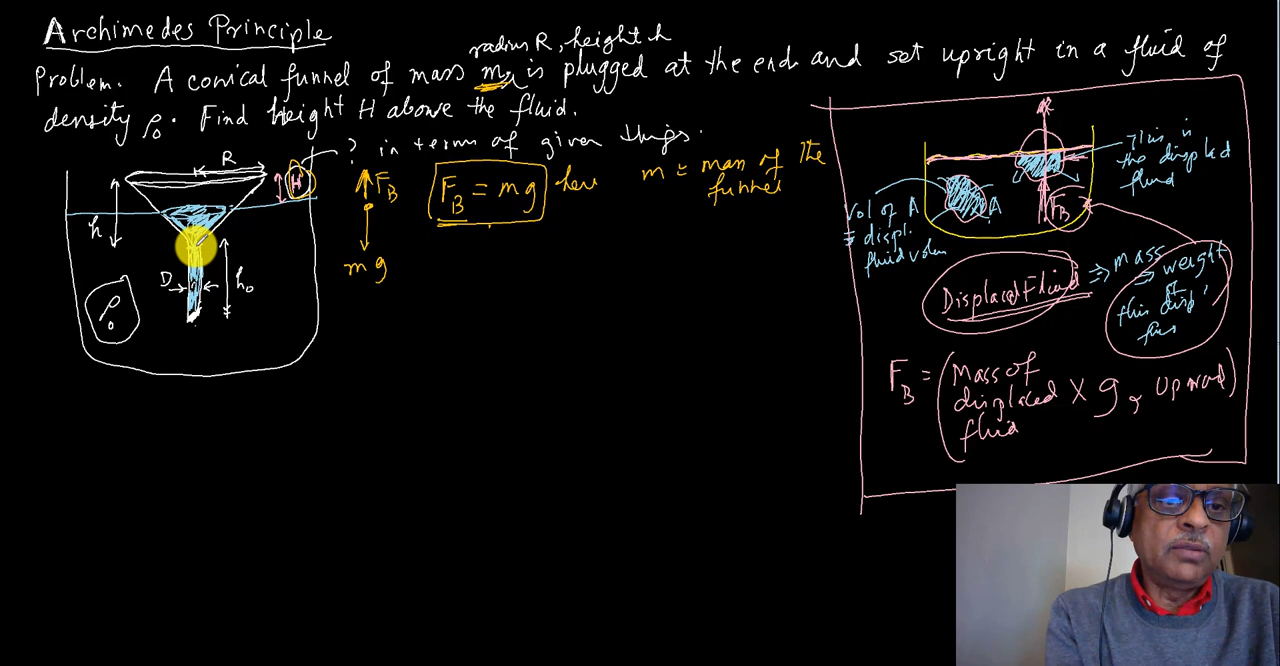 Archimedes Principle
radius R, height h
Problem. A conical funnel of mass m, is plugged at the end and set upright in a fluid of
density ρ₀. Find height H above the fluid.
? in terms of given things.
R
H
h
D
h₀
ρ₀
F_B
mg
F_B = mg here m = mass of the
funnel
This is
the displaced
fluid
Vol of A
= displ.
fluid volum
A
F_B
Displaced Fluid ⇒ mass
→ weight
of
this displ
F_B = (Mass of
displaced
fluid × g, upward)